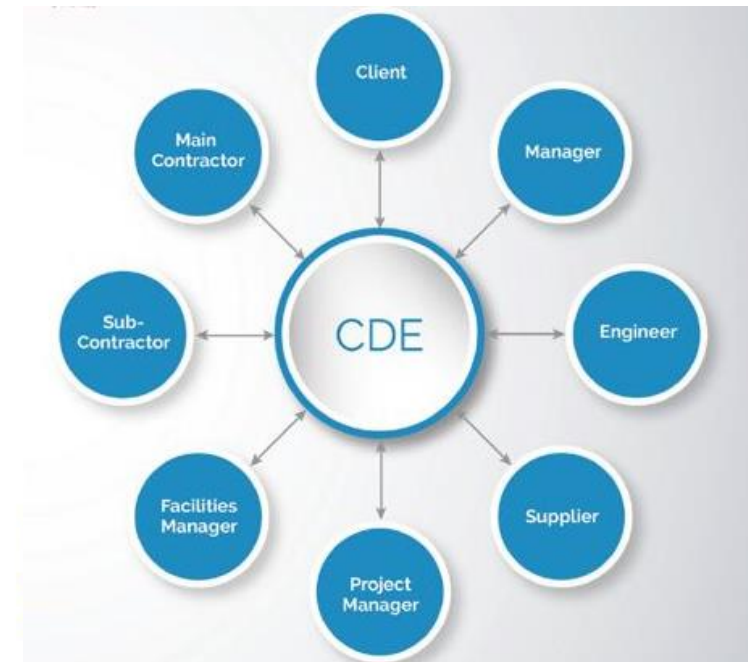 Client
Manager
Engineer
Supplier
Project
Manager
Facilities
Manager
Sub-
Contractor
Main
Contractor
CDE